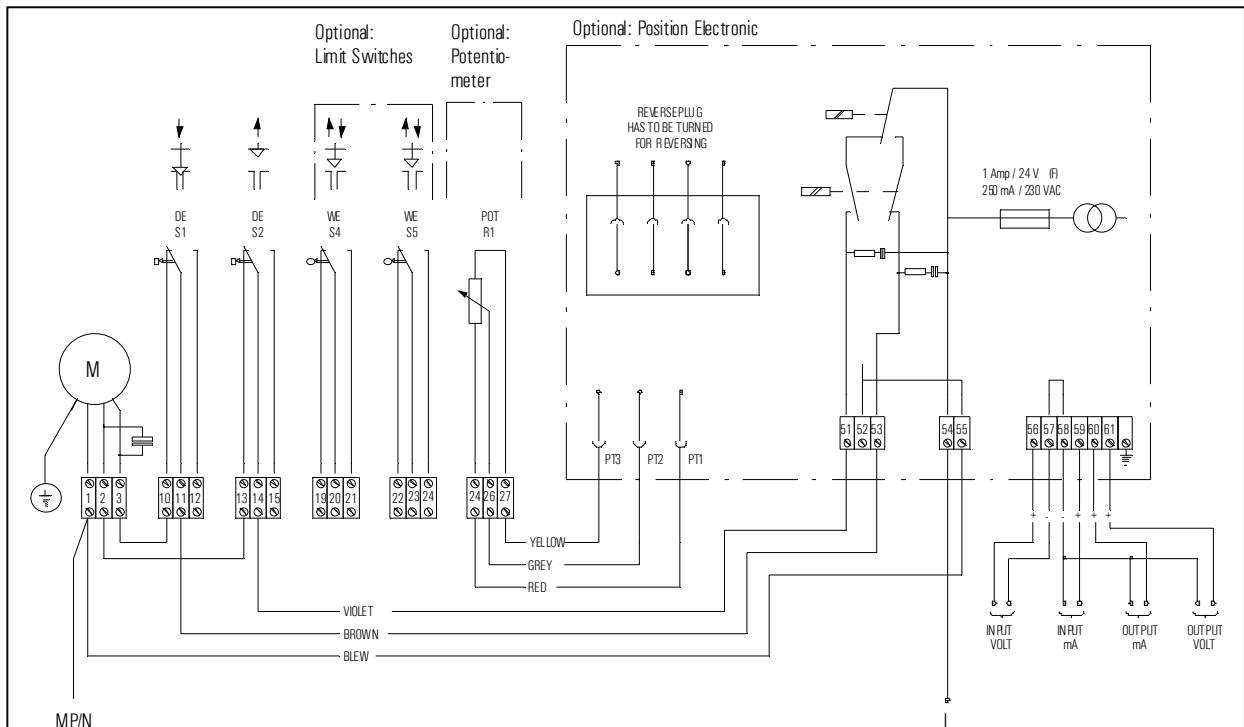 Optional:
Limit Switches
Optional:
Potentio-
meter
Optional: Position Electronic
REVERSEPLUG
HAS TO BE TURNED
FOR REVERSING
1 Amp / 24 V (F)
250 mA / 230 VAC
DE
S1
DE
S2
WE
S4
WE
S5
POT
R1
M
PT3
PT2
PT1
51 52 53
54 55
56 57 58 59 60 61
1 2 3
10 11 12
13 14 15
19 20 21
22 23 24
24 26 27
+ - - + + +
YELLOW
GREY
RED
VIOLET
BROWN
BLEW
INPUT
VOLT
INPUT
mA
OUTPUT
mA
OUTPUT
VOLT
MP/N